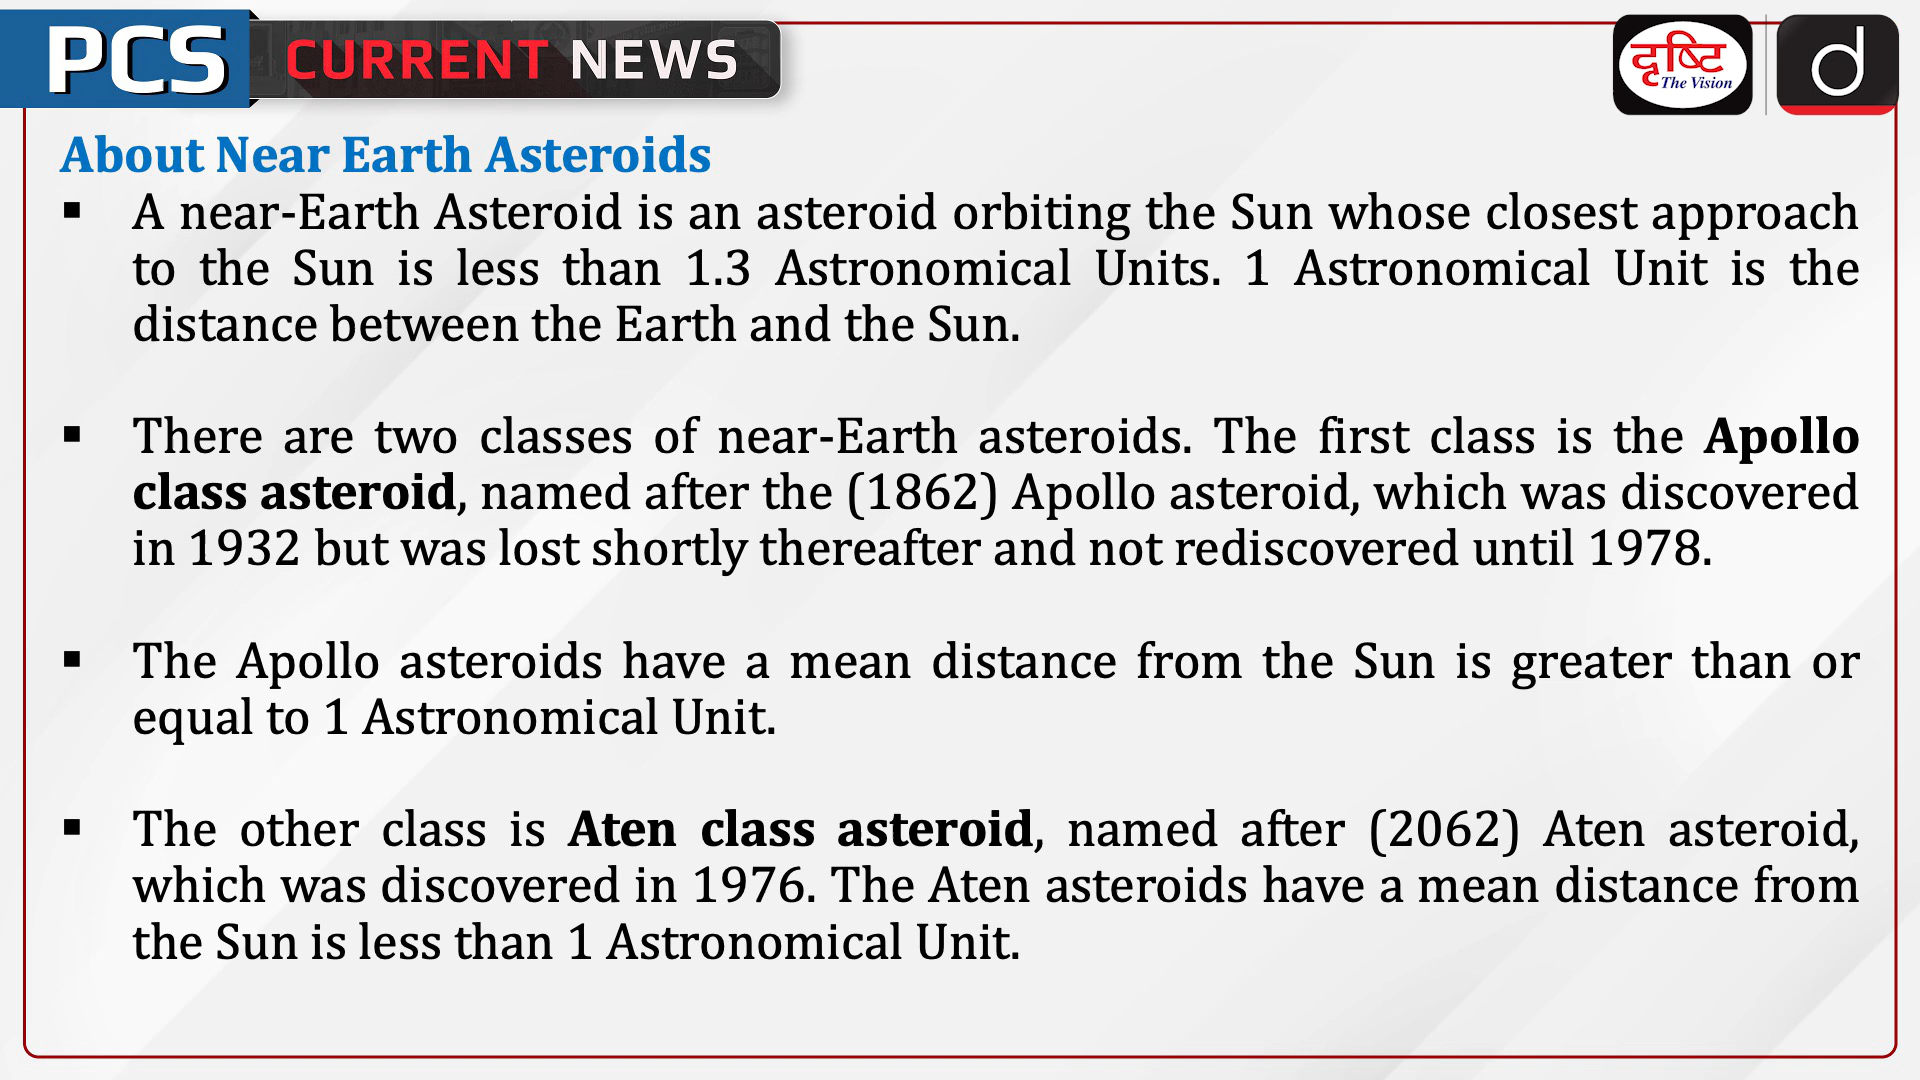 PCS CURRENT NEWS
दृष्टि
The Vision
d
About Near Earth Asteroids
▪ A near-Earth Asteroid is an asteroid orbiting the Sun whose closest approach
to the Sun is less than 1.3 Astronomical Units. 1 Astronomical Unit is the
distance between the Earth and the Sun.
▪ There are two classes of near-Earth asteroids. The first class is the Apollo
class asteroid, named after the (1862) Apollo asteroid, which was discovered
in 1932 but was lost shortly thereafter and not rediscovered until 1978.
▪ The Apollo asteroids have a mean distance from the Sun is greater than or
equal to 1 Astronomical Unit.
▪ The other class is Aten class asteroid, named after (2062) Aten asteroid,
which was discovered in 1976. The Aten asteroids have a mean distance from
the Sun is less than 1 Astronomical Unit.